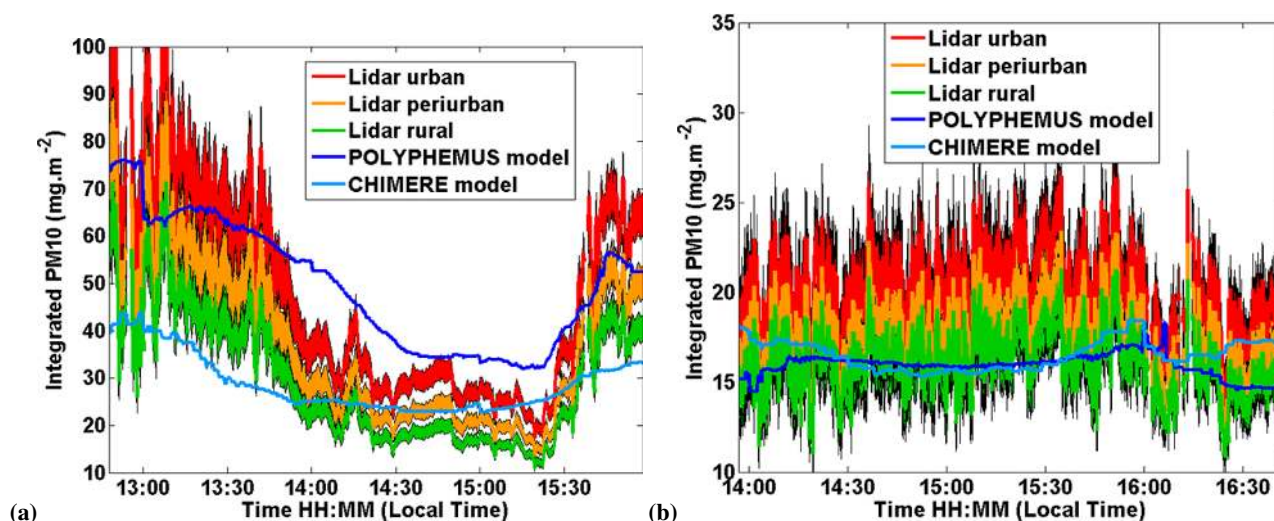 100
90
80
70
60
50
40
30
20
10
Integrated PM10 (mg.m⁻²)
Lidar urban
Lidar periurban
Lidar rural
POLYPHEMUS model
CHIMERE model
13:00 13:30 14:00 14:30 15:00 15:30
Time HH:MM (Local Time)
(a)
35
30
25
20
15
10
Integrated PM10 (mg.m⁻²)
Lidar urban
Lidar periurban
Lidar rural
POLYPHEMUS model
CHIMERE model
14:00 14:30 15:00 15:30 16:00 16:30
Time HH:MM (Local Time)
(b)